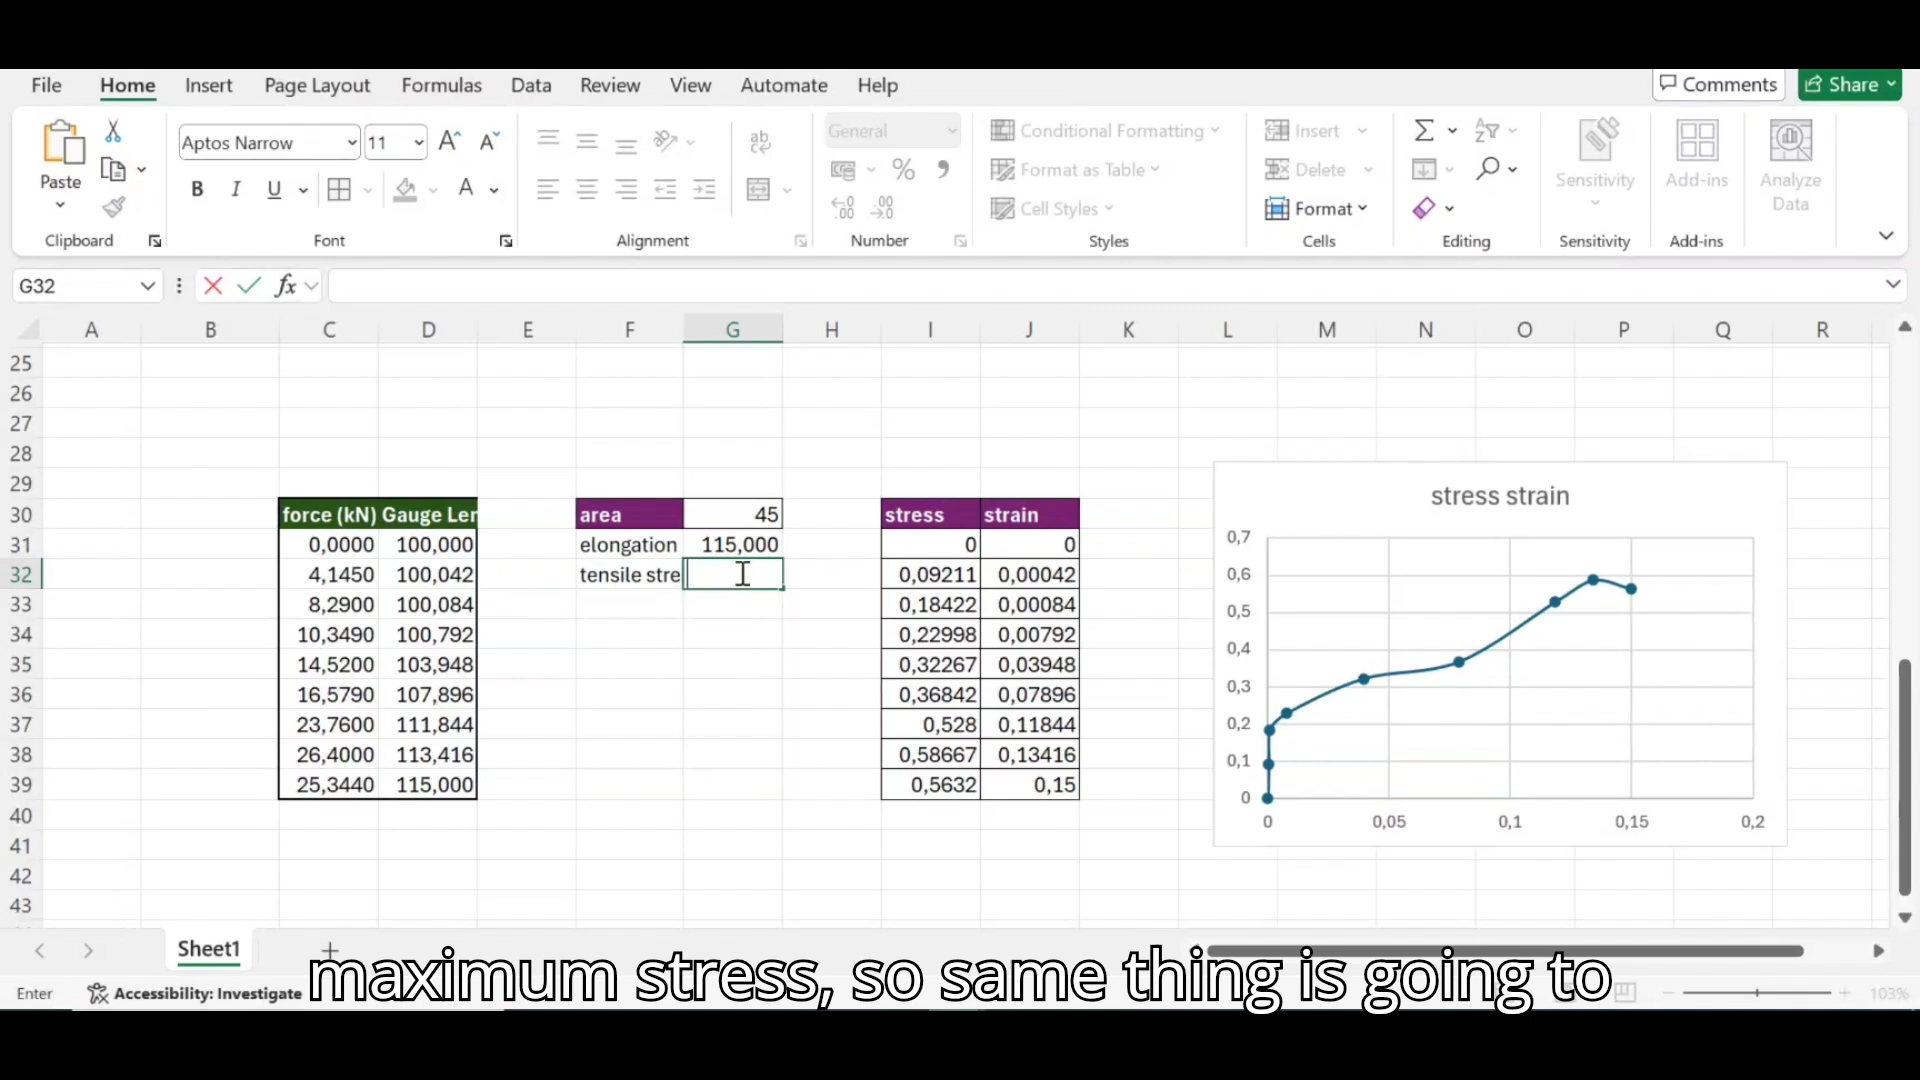 File Home Insert Page Layout Formulas Data Review View Automate Help Comments Share
Paste
Clipboard
Aptos Narrow 11
B I U A
Font
ab
Alignment
General
% 
Number
Conditional Formatting
Format as Table
Cell Styles
Styles
Insert
Delete
Format
Cells
Editing
Sensitivity
Sensitivity
Add-ins
Add-ins
Analyze
Data
G32 fx
A B C D E F G H I J K L M N O P Q R
25
26
27
28
29
30 force (kN) Gauge Ler area 45 stress strain
31 0,0000 100,000 elongation 115,000 0 0
32 4,1450 100,042 tensile stre 0,09211 0,00042
33 8,2900 100,084 0,18422 0,00084
34 10,3490 100,792 0,22998 0,00792
35 14,5200 103,948 0,32267 0,03948
36 16,5790 107,896 0,36842 0,07896
37 23,7600 111,844 0,528 0,11844
38 26,4000 113,416 0,58667 0,13416
39 25,3440 115,000 0,5632 0,15
40
41
42
43
stress strain
0,7
0,6
0,5
0,4
0,3
0,2
0,1
0
0 0,05 0,1 0,15 0,2
Sheet1
Enter Accessibility: Investigate 103%
maximum stress, so same thing is going to